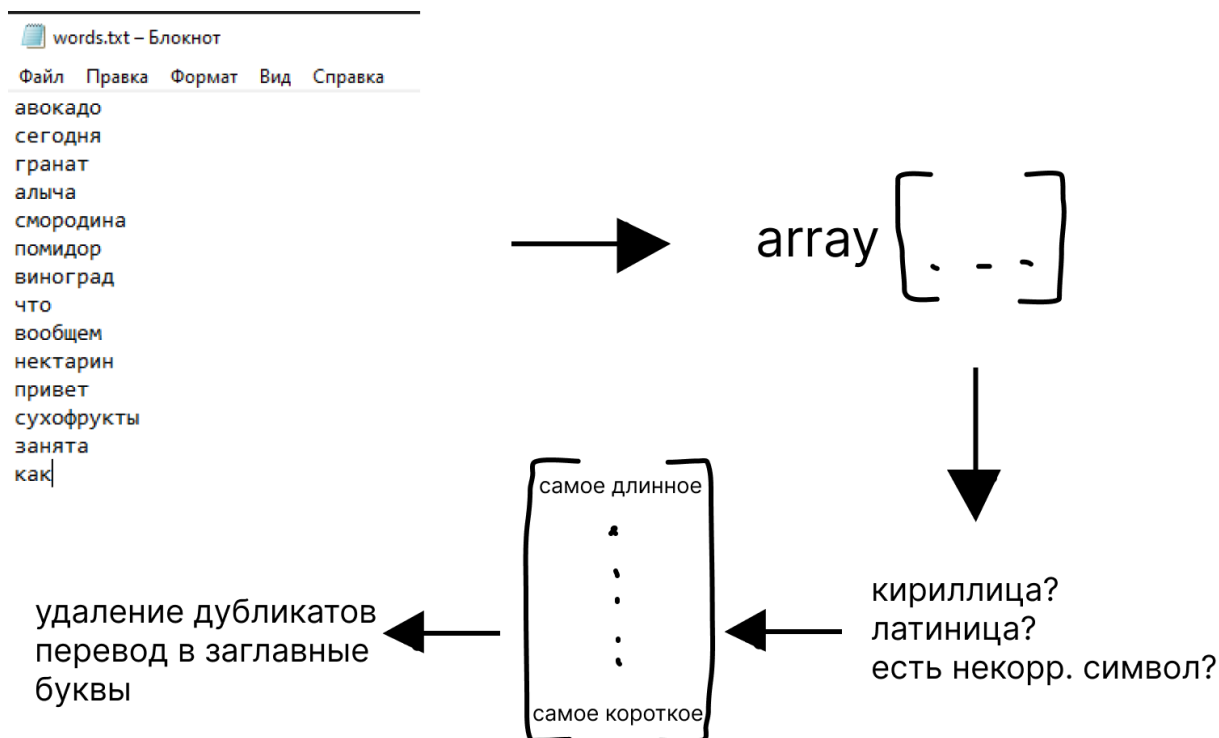 words.txt – Блокнот
Файл Правка Формат Вид Справка
авокадо
сегодня
гранат
алыча
смородина
помидор
виноград
что
вообщем
нектарин
привет
сухофрукты
занята
как
array
кириллица?
латиница?
есть некорр. символ?
самое длинное
самое короткое
удаление дубликатов
перевод в заглавные
буквы